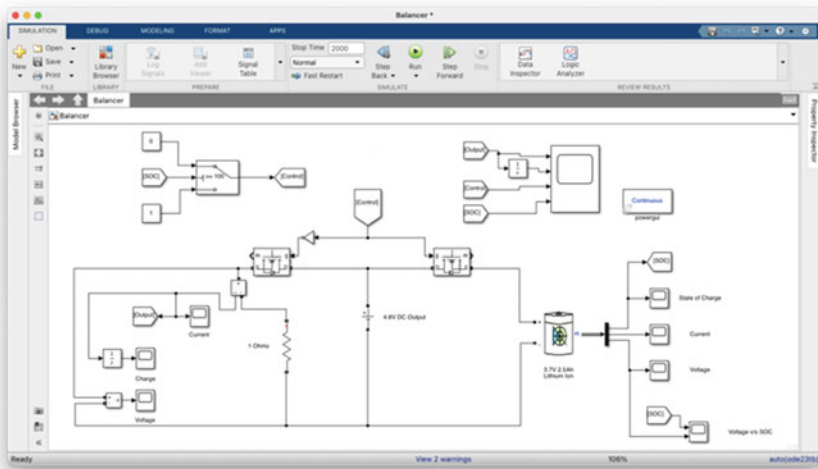 Balancer *
SIMULATION DEBUG MODELING FORMAT APPS
New
Open
Save
Print
FILE
Library Browser
LIBRARY
Log Signals
Add Viewer
Signal Table
PREPARE
Stop Time 2000
Normal
Fast Restart
Step Back
Run
Step Forward
Stop
SIMULATE
Data Inspector
Logic Analyzer
REVIEW RESULTS
Model Browser
Balancer
Balancer
Property Inspector
0
[SOC]
1
[Control]
[Control]
[Output]
[Control]
[SOC]
Continuous
powergui
[Output]
Current
Charge
Voltage
1 Ohms
4.8V DC Output
3.7V 2.5Ah
Lithium Ion
[SOC]
State of Charge
Current
Voltage
[SOC]
Voltage v/s SOC
Ready
View 2 warnings
106%
auto(ode23tb)